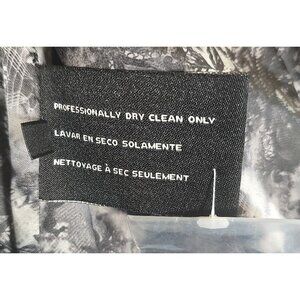 PROFESSIONALLY DRY CLEAN ONLY
LAVAR EN SECO SOLAMENTE
NETTOYAGE À SEC SEULEMENT